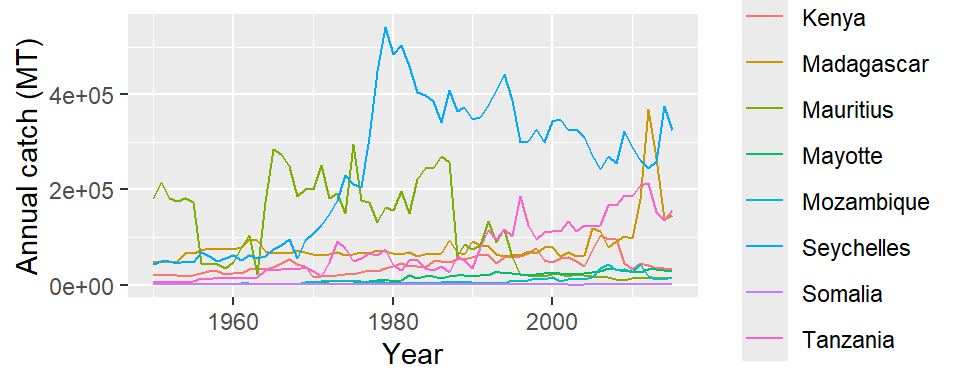 Annual catch (MT)
4e+05
2e+05
0e+00
1960
1980
2000
Year
Kenya
Madagascar
Mauritius
Mayotte
Mozambique
Seychelles
Somalia
Tanzania